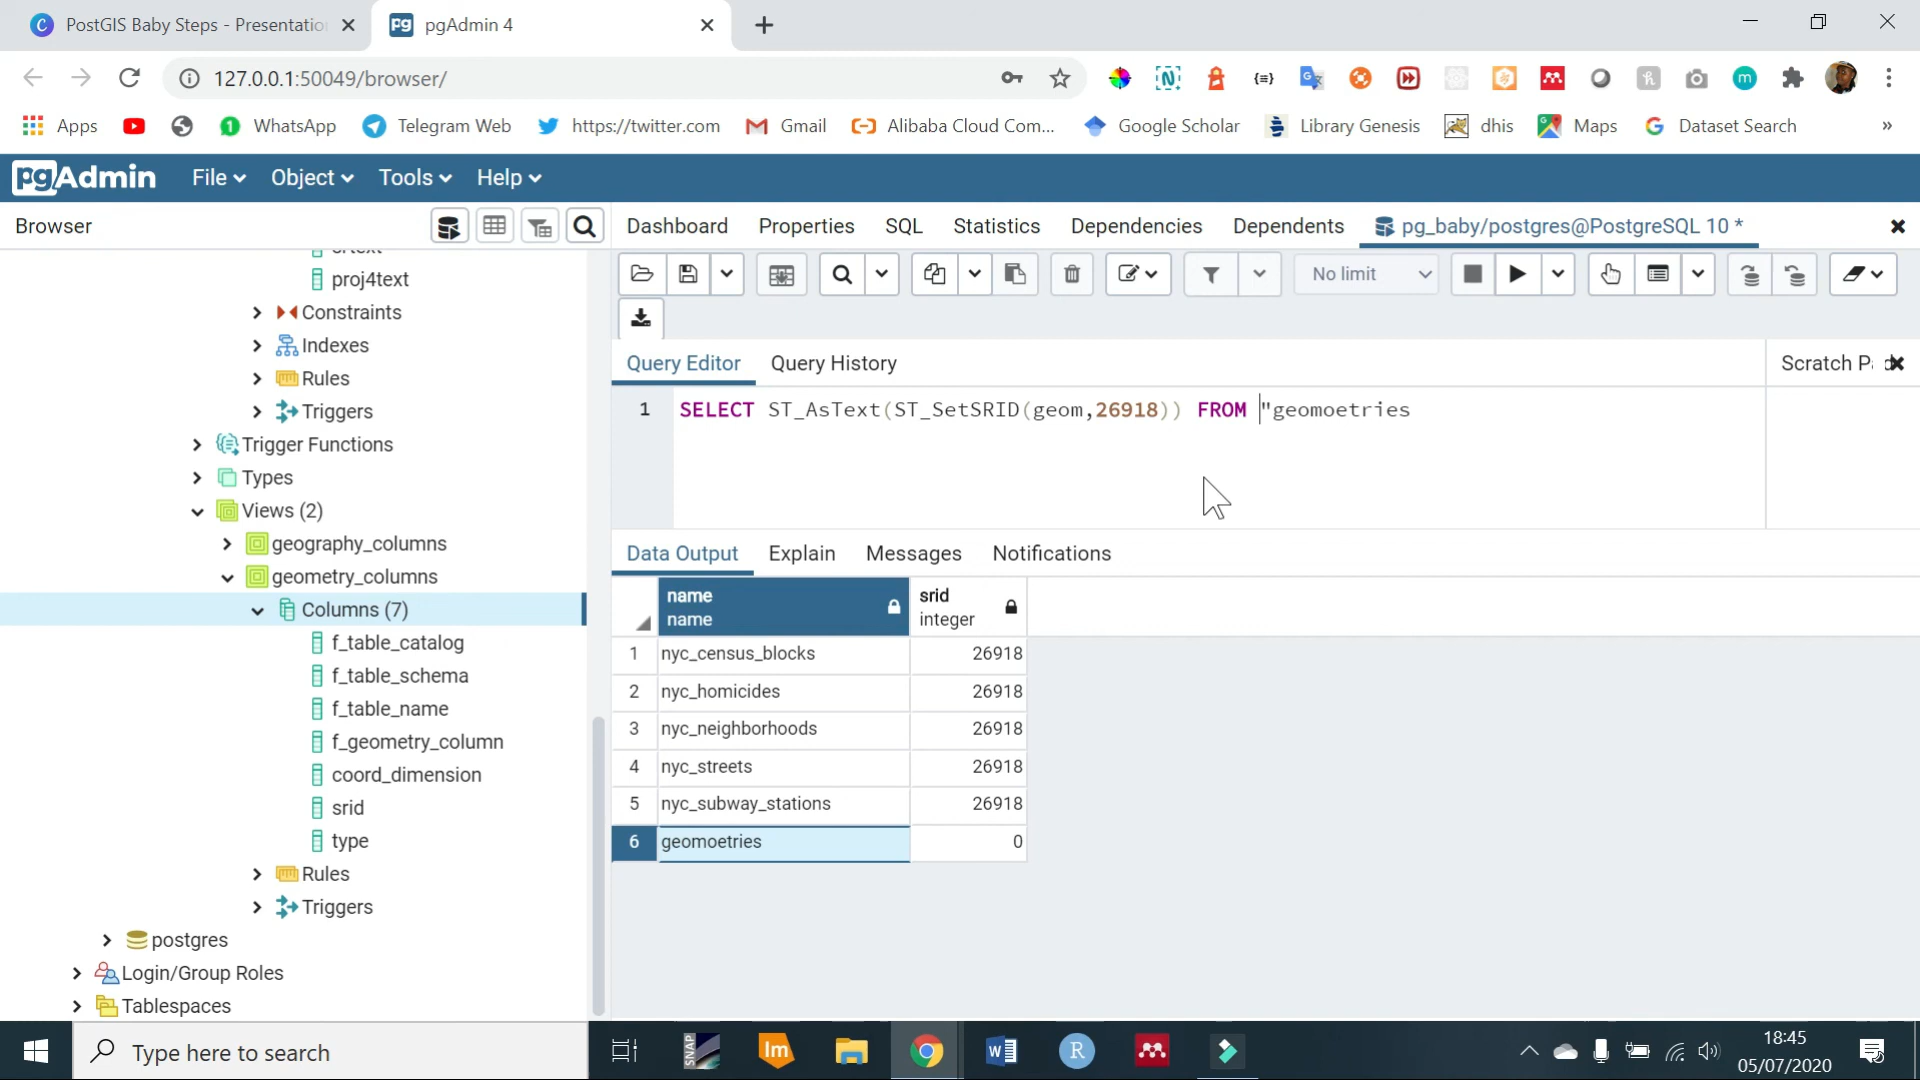 PostGIS Baby Steps - Presentatio
pgAdmin 4
127.0.0.1:50049/browser/
Apps
WhatsApp
Telegram Web
https://twitter.com
Gmail
Alibaba Cloud Com...
Google Scholar
Library Genesis
dhis
Maps
Dataset Search
»
pgAdmin
File
Object
Tools
Help
Browser
Dashboard
Properties
SQL
Statistics
Dependencies
Dependents
pg_baby/postgres@PostgreSQL 10 *
proj4text
Constraints
Indexes
Rules
Triggers
Trigger Functions
Types
Views (2)
geography_columns
geometry_columns
Columns (7)
f_table_catalog
f_table_schema
f_table_name
f_geometry_column
coord_dimension
srid
type
Rules
Triggers
postgres
Login/Group Roles
Tablespaces
No limit
Query Editor
Query History
Scratch P
1
SELECT ST_AsText(ST_SetSRID(geom,26918)) FROM "geomoetries
Data Output
Explain
Messages
Notifications
name
name
srid
integer
1 nyc_census_blocks 26918
2 nyc_homicides 26918
3 nyc_neighborhoods 26918
4 nyc_streets 26918
5 nyc_subway_stations 26918
6 geomoetries 0
Type here to search
SNAP
Im
W
R
18:45
05/07/2020